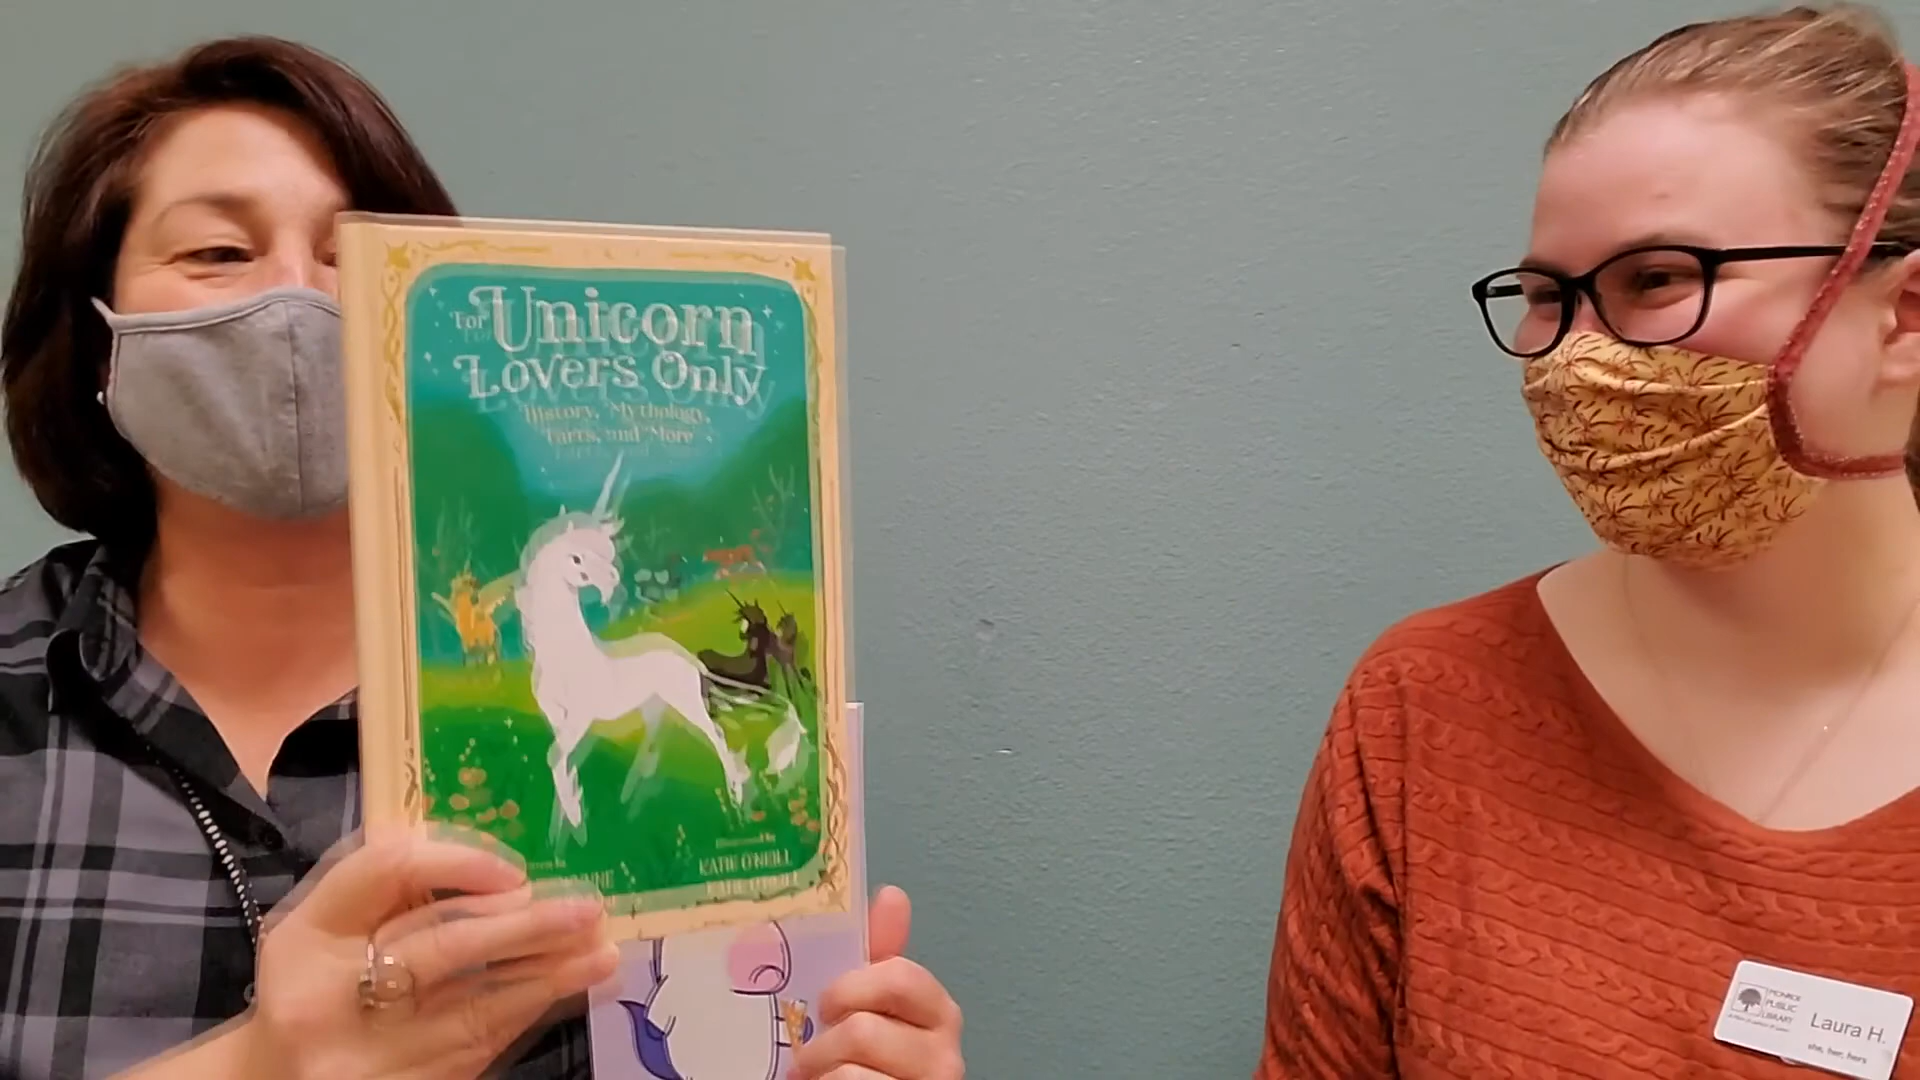 For Unicorn
Lovers Only
History, Mythology,
Facts, and More
Illustrated by
KATIE O'NEILL
MONROE
PUBLIC
LIBRARY
Laura H.
she, her, hers